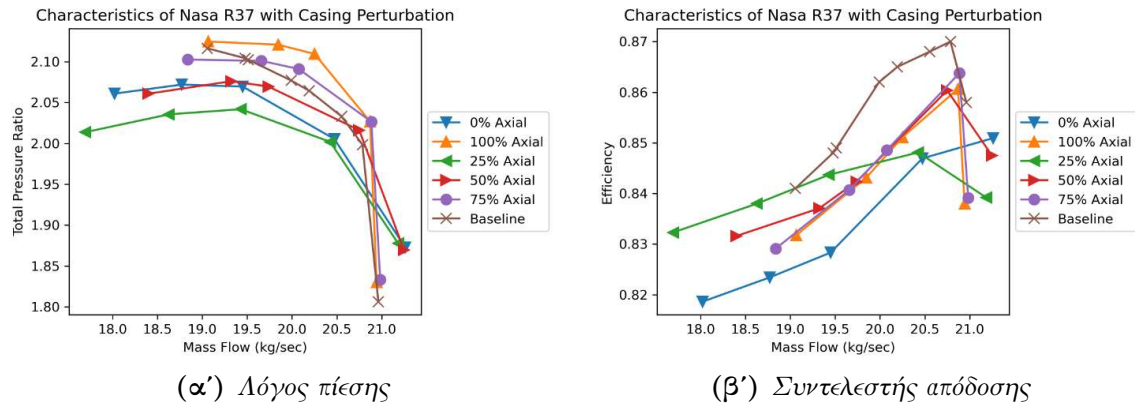 Characteristics of Nasa R37 with Casing Perturbation
Total Pressure Ratio
2.10
2.05
2.00
1.95
1.90
1.85
1.80
18.0 18.5 19.0 19.5 20.0 20.5 21.0
Mass Flow (kg/sec)
0% Axial
100% Axial
25% Axial
50% Axial
75% Axial
Baseline
(α') Λόγος πίεσης
Characteristics of Nasa R37 with Casing Perturbation
Efficiency
0.87
0.86
0.85
0.84
0.83
0.82
18.0 18.5 19.0 19.5 20.0 20.5 21.0
Mass Flow (kg/sec)
0% Axial
100% Axial
25% Axial
50% Axial
75% Axial
Baseline
(β') Συντελεστής απόδοσης